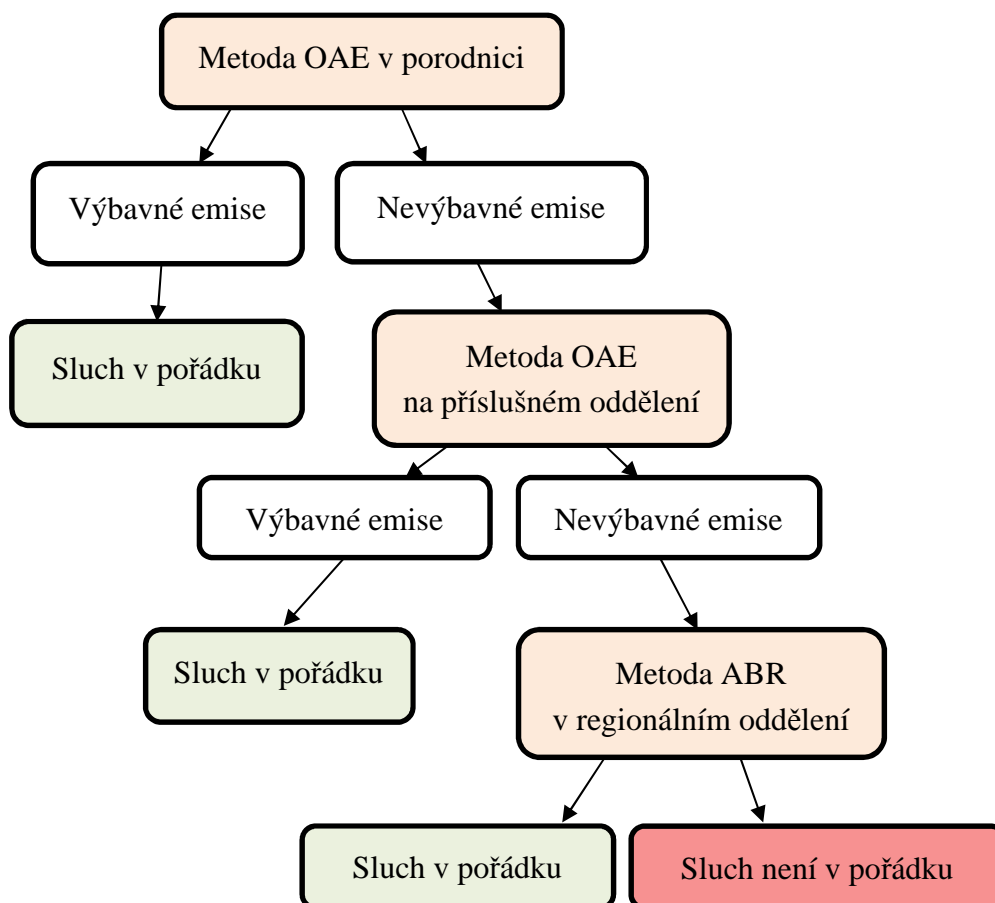 Metoda OAE v porodnici
Výbavné emise
Nevýbavné emise
Sluch v pořádku
Metoda OAE
na příslušném oddělení
Výbavné emise
Nevýbavné emise
Sluch v pořádku
Metoda ABR
v regionálním oddělení
Sluch v pořádku
Sluch není v pořádku